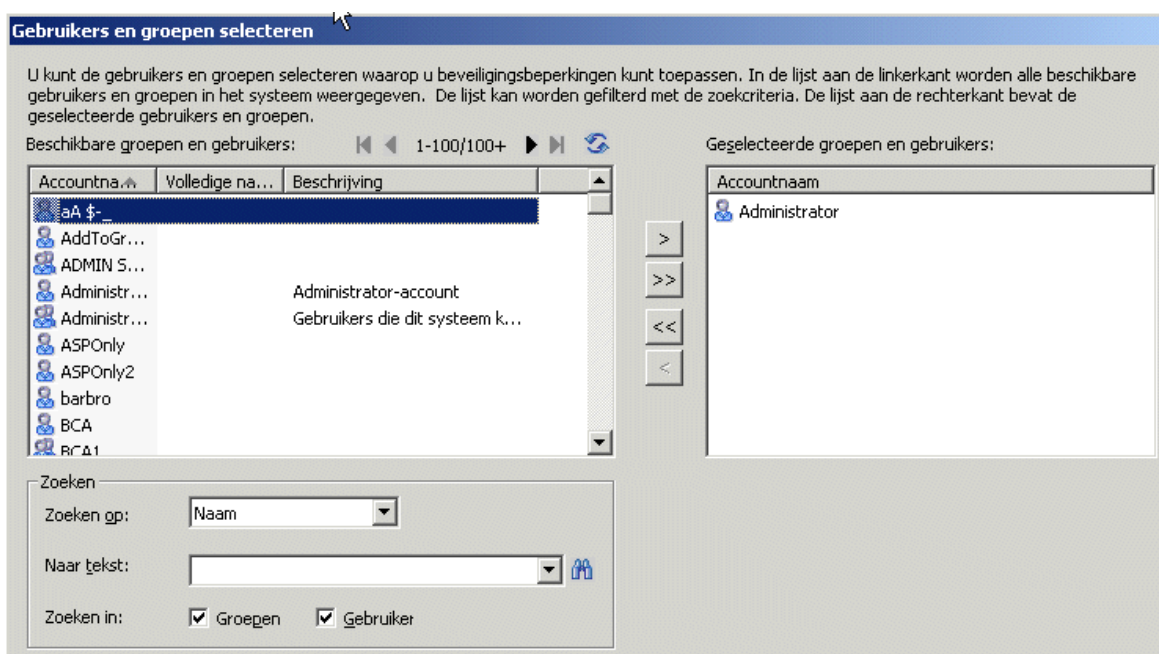 Gebruikers en groepen selecteren
U kunt de gebruikers en groepen selecteren waarop u beveiligingsbeperkingen kunt toepassen. In de lijst aan de linkerkant worden alle beschikbare
gebruikers en groepen in het systeem weergegeven. De lijst kan worden gefilterd met de zoekcriteria. De lijst aan de rechterkant bevat de
geselecteerde gebruikers en groepen.
Beschikbare groepen en gebruikers: 1-100/100+
Accountna... Volledige na... Beschrijving
aA $-_
AddToGr...
ADMIN S...
Administr... Administrator-account
Administr... Gebruikers die dit systeem k...
ASPOnly
ASPOnly2
barbro
BCA
BCA1
>
>>
<<
<
Geselecteerde groepen en gebruikers:
Accountnaam
Administrator
Zoeken
Zoeken op: Naam
Naar tekst:
Zoeken in: Groepen Gebruiker